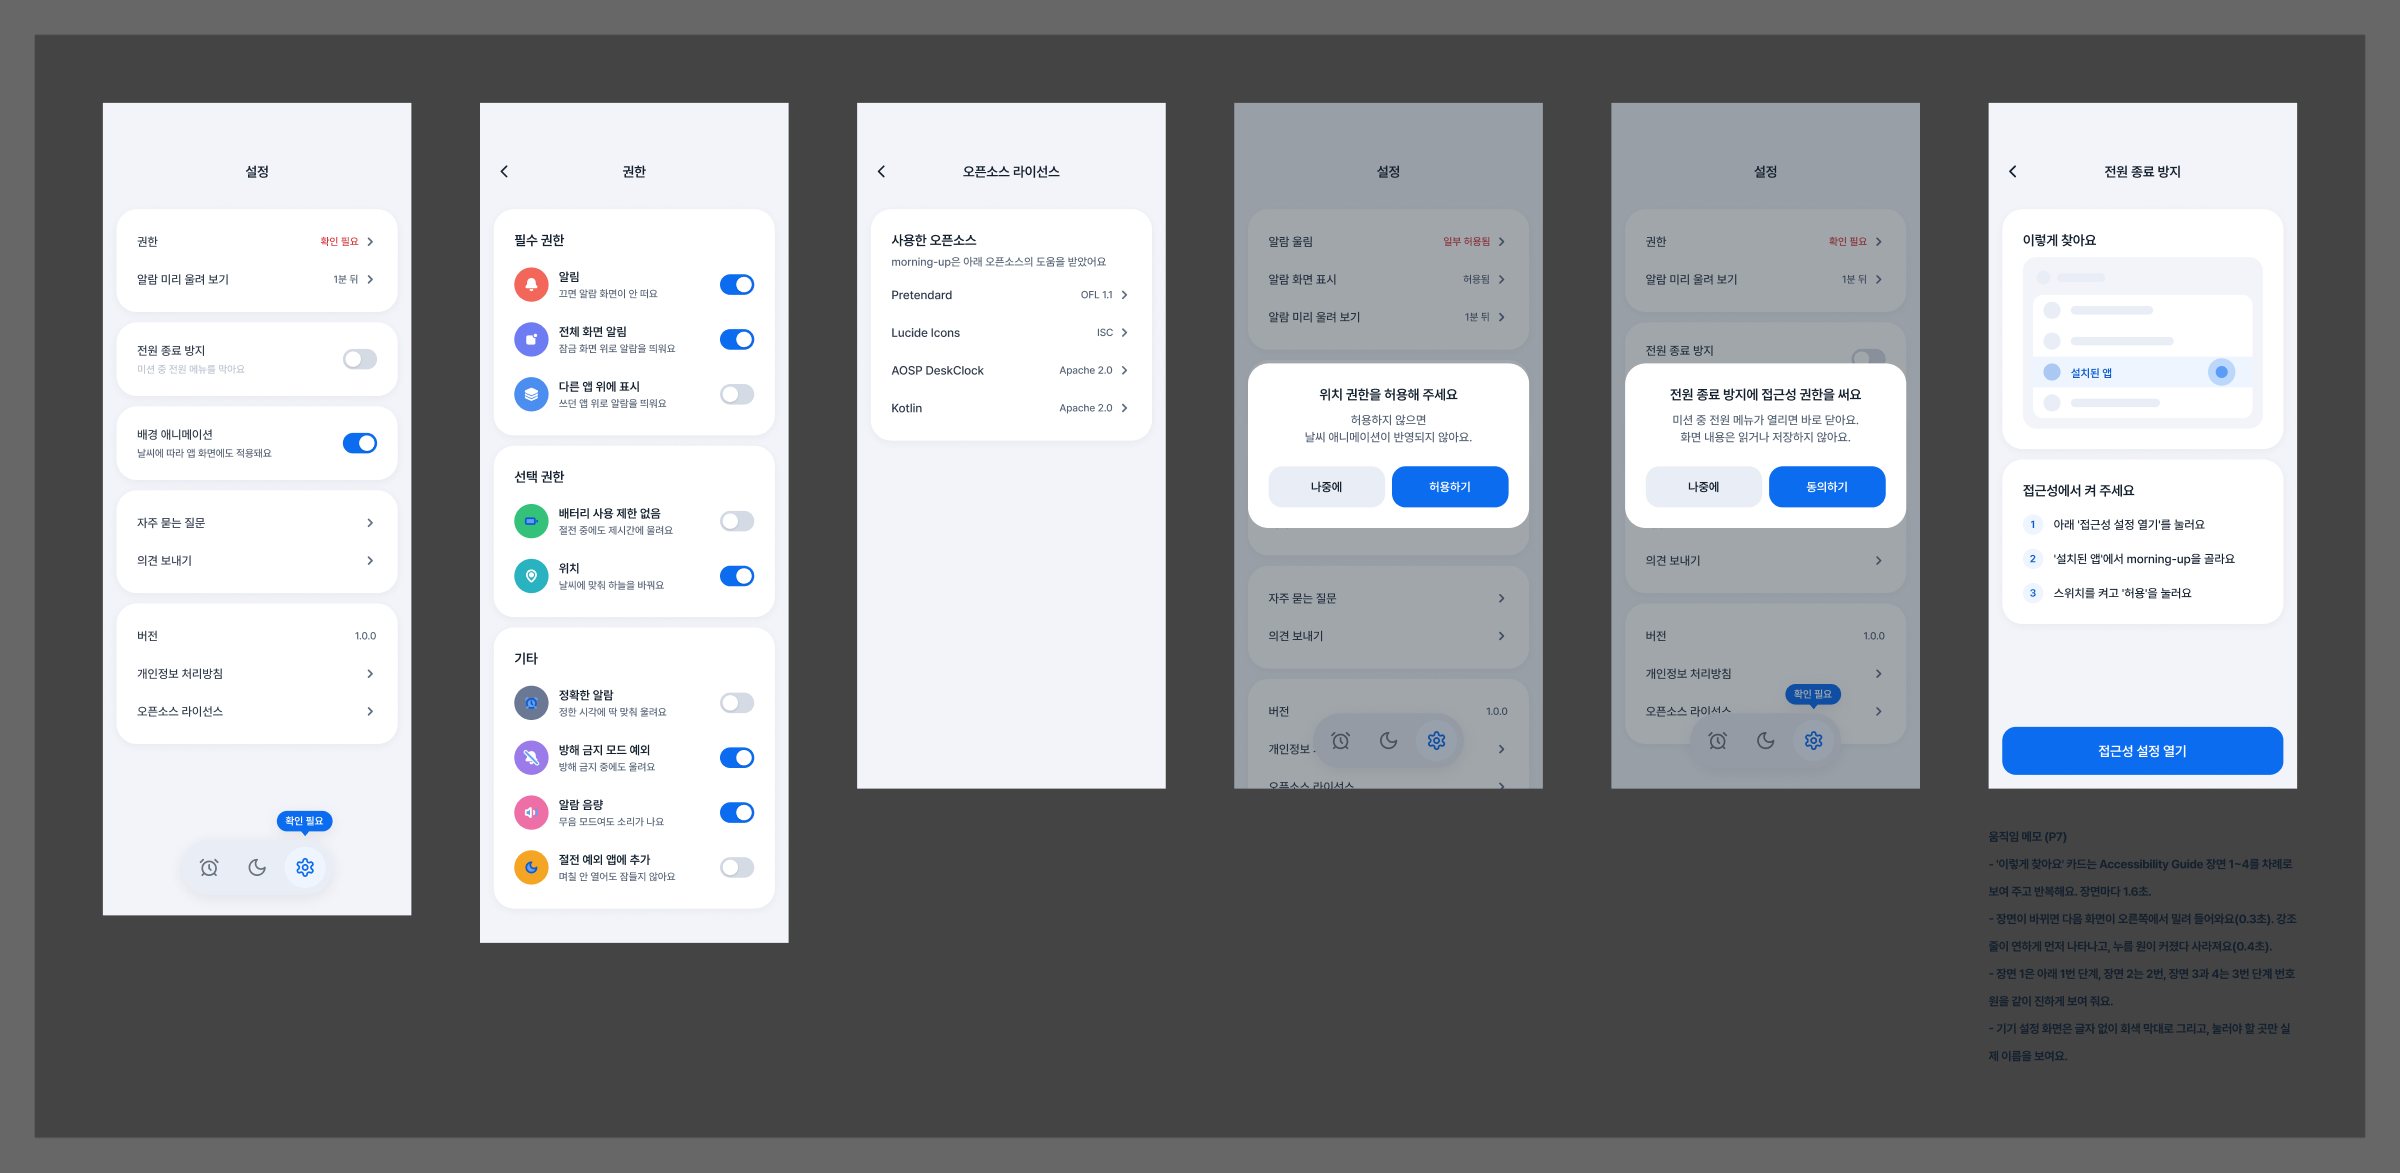 설정
권한
확인 필요
알람 미리 울려 보기
1분 뒤
전원 종료 방지
미션 중 전원 메뉴를 막아요
배경 애니메이션
날씨에 따라 앱 화면에도 적용돼요
자주 묻는 질문
의견 보내기
버전
1.0.0
개인정보 처리방침
오픈소스 라이선스
확인 필요
권한
필수 권한
알림
끄면 알람 화면이 안 떠요
전체 화면 알림
잠금 화면 위로 알람을 띄워요
다른 앱 위에 표시
쓰던 앱 위로 알람을 띄워요
선택 권한
배터리 사용 제한 없음
절전 중에도 제시간에 울려요
위치
날씨에 맞춰 하늘을 바꿔요
기타
정확한 알람
정한 시각에 딱 맞춰 울려요
방해 금지 모드 예외
방해 금지 중에도 울려요
알람 음량
무음 모드여도 소리가 나요
절전 예외 앱에 추가
며칠 안 열어도 잠들지 않아요
오픈소스 라이선스
사용한 오픈소스
morning-up은 아래 오픈소스의 도움을 받았어요
Pretendard
OFL 1.1
Lucide Icons
ISC
AOSP DeskClock
Apache 2.0
Kotlin
Apache 2.0
설정
알람 울림
일부 허용됨
알람 화면 표시
허용됨
알람 미리 울려 보기
1분 뒤
위치 권한을 허용해 주세요
허용하지 않으면
날씨 애니메이션이 반영되지 않아요.
나중에
허용하기
자주 묻는 질문
의견 보내기
버전
1.0.0
개인정보
오픈소스 라이선스
설정
권한
확인 필요
알람 미리 울려 보기
1분 뒤
전원 종료 방지
전원 종료 방지에 접근성 권한을 써요
미션 중 전원 메뉴가 열리면 바로 닫아요.
화면 내용은 읽거나 저장하지 않아요.
나중에
동의하기
의견 보내기
버전
1.0.0
개인정보 처리방침
확인 필요
오픈소스 라이선스
전원 종료 방지
이렇게 찾아요
설치된 앱
접근성에서 켜 주세요
1
아래 '접근성 설정 열기'를 눌러요
2
'설치된 앱'에서 morning-up을 골라요
3
스위치를 켜고 '허용'을 눌러요
접근성 설정 열기
움직임 메모 (P7)
- '이렇게 찾아요' 카드는 Accessibility Guide 장면 1~4를 차례로
보여 주고 반복해요. 장면마다 1.6초.
- 장면이 바뀌면 다음 화면이 오른쪽에서 밀려 들어와요(0.3초). 강조
줄이 연하게 먼저 나타나고, 누를 원이 커졌다 사라져요(0.4초).
- 장면 1은 아래 1번 단계, 장면 2는 2번, 장면 3과 4는 3번 단계 번호
원을 같이 진하게 보여 줘요.
- 기기 설정 화면은 글자 없이 회색 막대로 그리고, 눌러야 할 곳만 실
제 이름을 보여요.